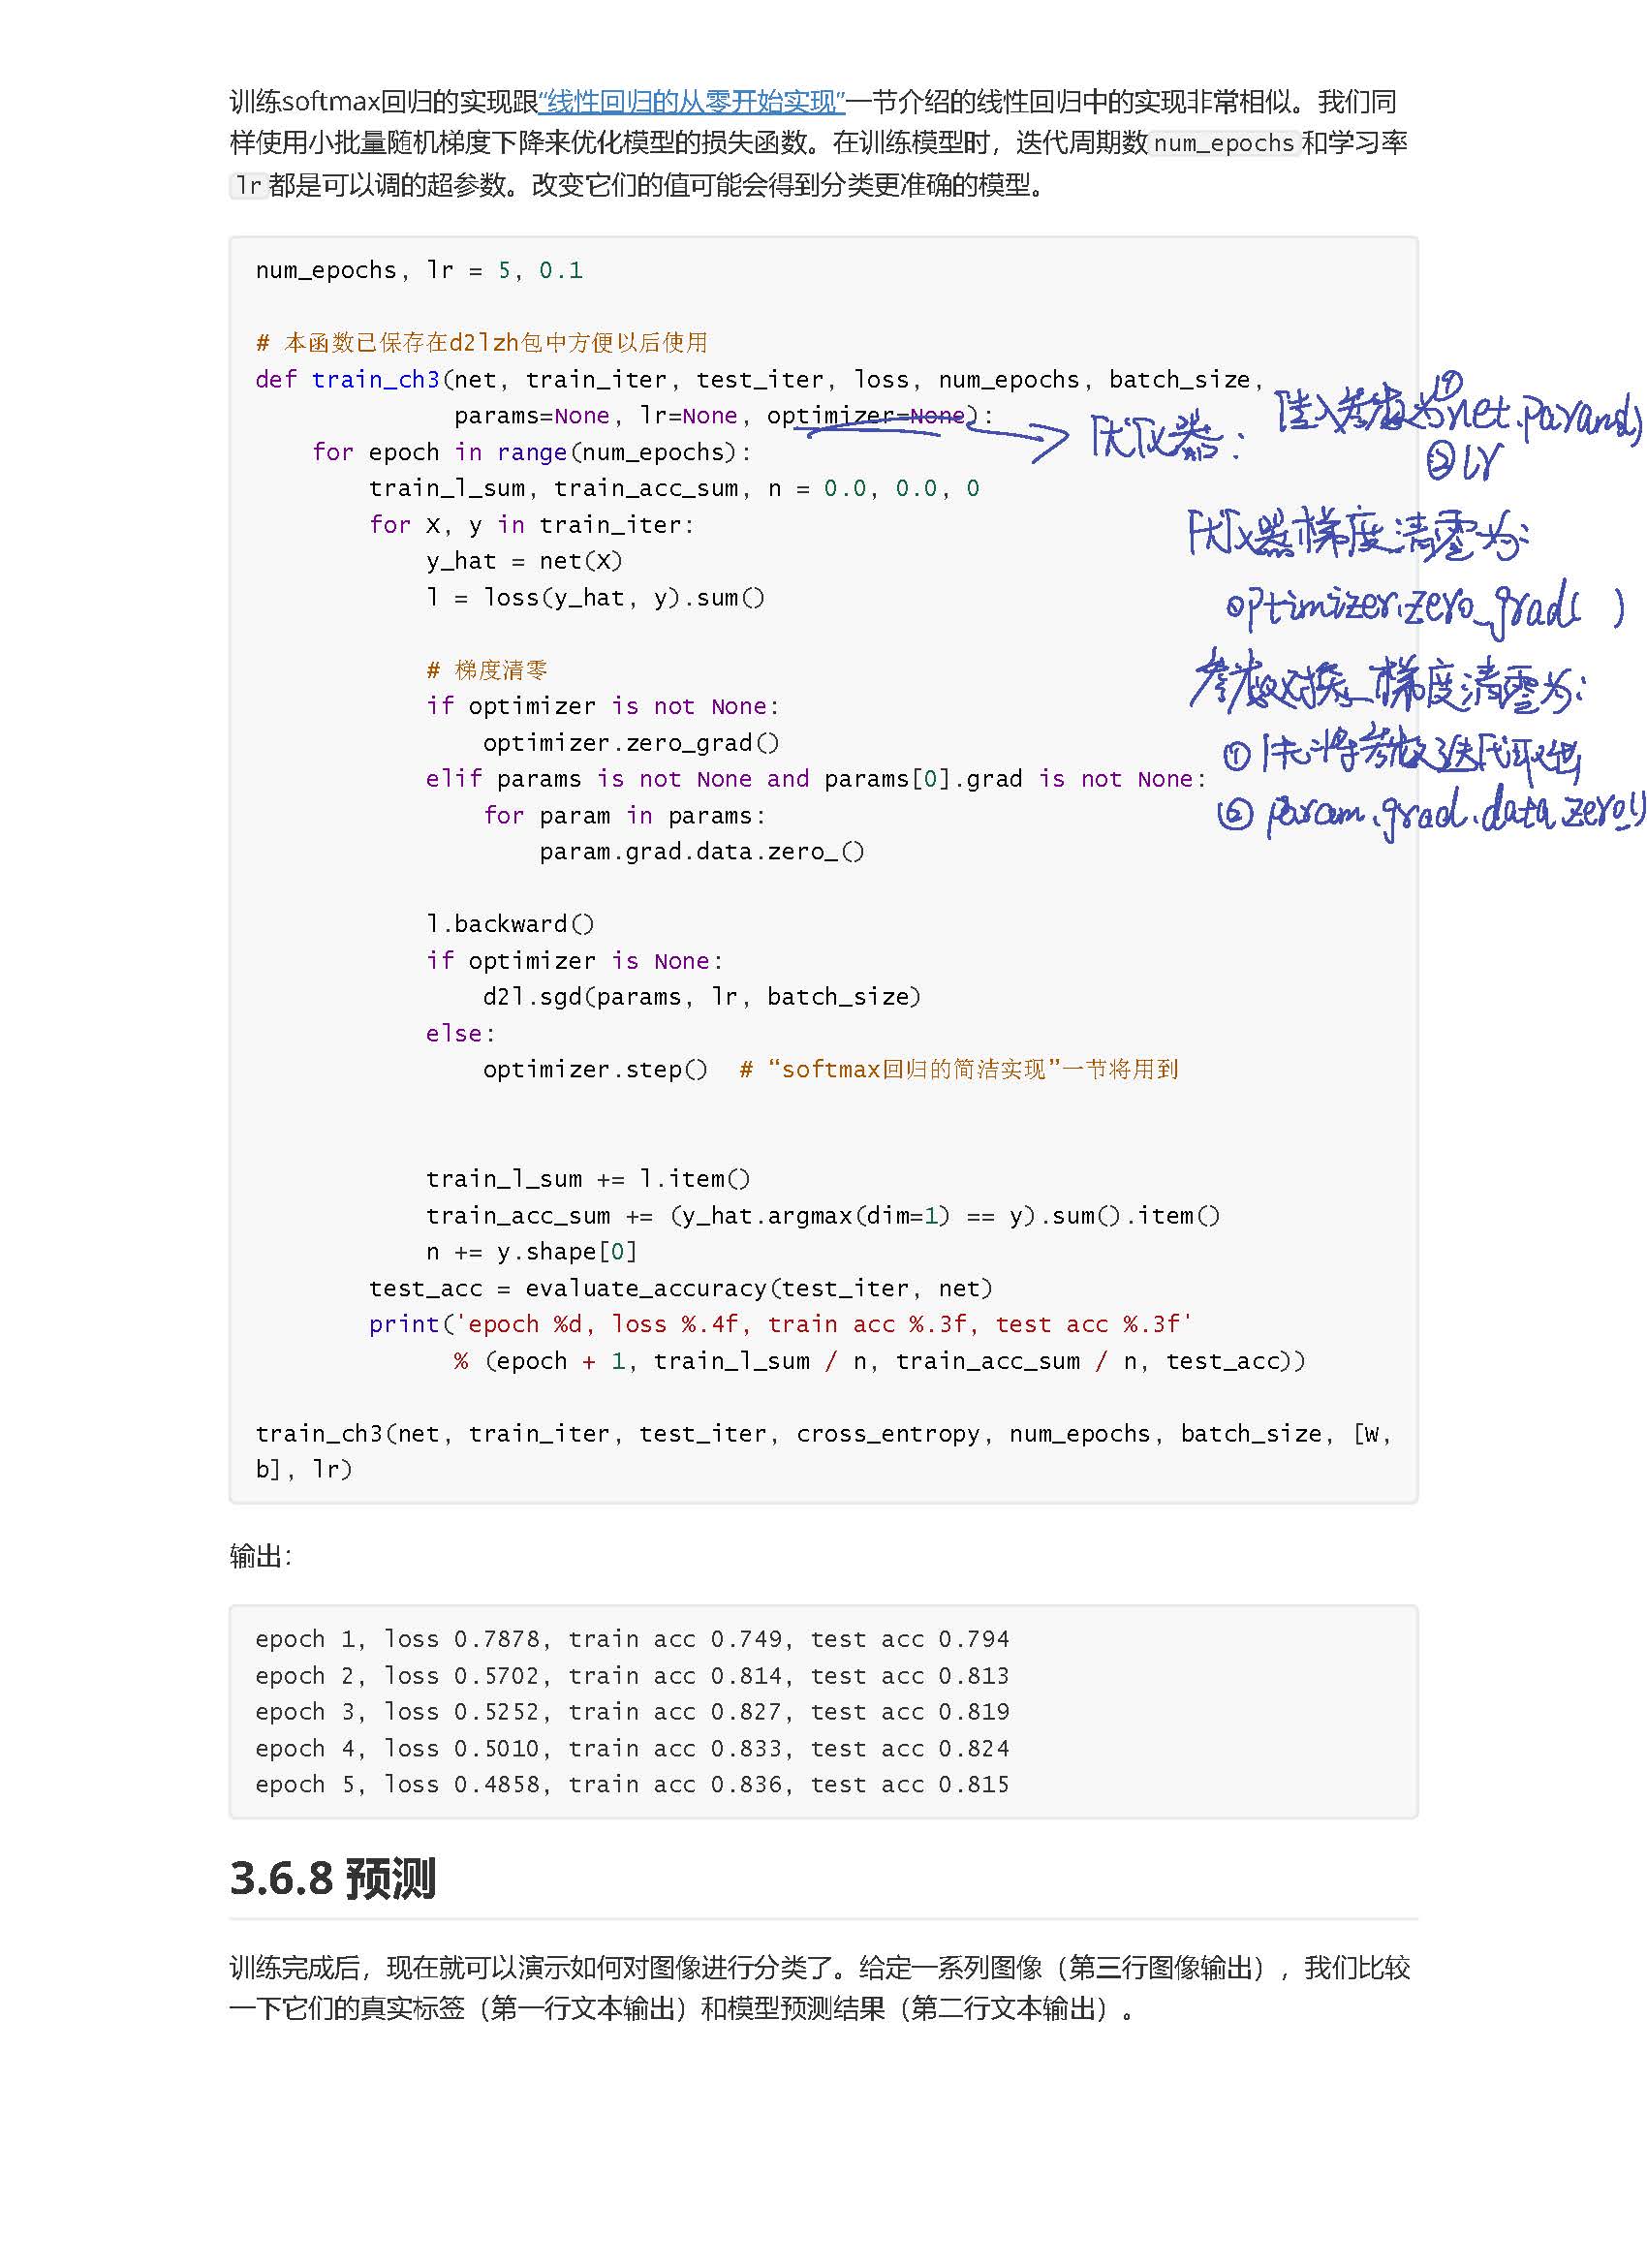 训练softmax回归的实现跟“线性回归的从零开始实现”一节介绍的线性回归中的实现非常相似。我们同
样使用小批量随机梯度下降来优化模型的损失函数。在训练模型时，迭代周期数num_epochs和学习率
lr都是可以调的超参数。改变它们的值可能会得到分类更准确的模型。
num_epochs, lr = 5, 0.1
# 本函数已保存在d2lzh包中方便以后使用
def train_ch3(net, train_iter, test_iter, loss, num_epochs, batch_size,
params=None, lr=None, optimizer=None):
优化器：
传入参数为①net.params
②lr
for epoch in range(num_epochs):
train_l_sum, train_acc_sum, n = 0.0, 0.0, 0
for X, y in train_iter:
优化器梯度清零为：
y_hat = net(X)
l = loss(y_hat, y).sum()
optimizer.zero_grad( )
# 梯度清零
参数对象梯度清零为：
if optimizer is not None:
optimizer.zero_grad()
①先将参数迭代取出
elif params is not None and params[0].grad is not None:
for param in params:
②param.grad.data.zero_()
param.grad.data.zero_()
l.backward()
if optimizer is None:
d2l.sgd(params, lr, batch_size)
else:
optimizer.step()  # “softmax回归的简洁实现”一节将用到
train_l_sum += l.item()
train_acc_sum += (y_hat.argmax(dim=1) == y).sum().item()
n += y.shape[0]
test_acc = evaluate_accuracy(test_iter, net)
print('epoch %d, loss %.4f, train acc %.3f, test acc %.3f'
% (epoch + 1, train_l_sum / n, train_acc_sum / n, test_acc))
train_ch3(net, train_iter, test_iter, cross_entropy, num_epochs, batch_size, [W,
b], lr)
输出：
epoch 1, loss 0.7878, train acc 0.749, test acc 0.794
epoch 2, loss 0.5702, train acc 0.814, test acc 0.813
epoch 3, loss 0.5252, train acc 0.827, test acc 0.819
epoch 4, loss 0.5010, train acc 0.833, test acc 0.824
epoch 5, loss 0.4858, train acc 0.836, test acc 0.815
3.6.8 预测
训练完成后，现在就可以演示如何对图像进行分类了。给定一系列图像（第三行图像输出），我们比较
一下它们的真实标签（第一行文本输出）和模型预测结果（第二行文本输出）。